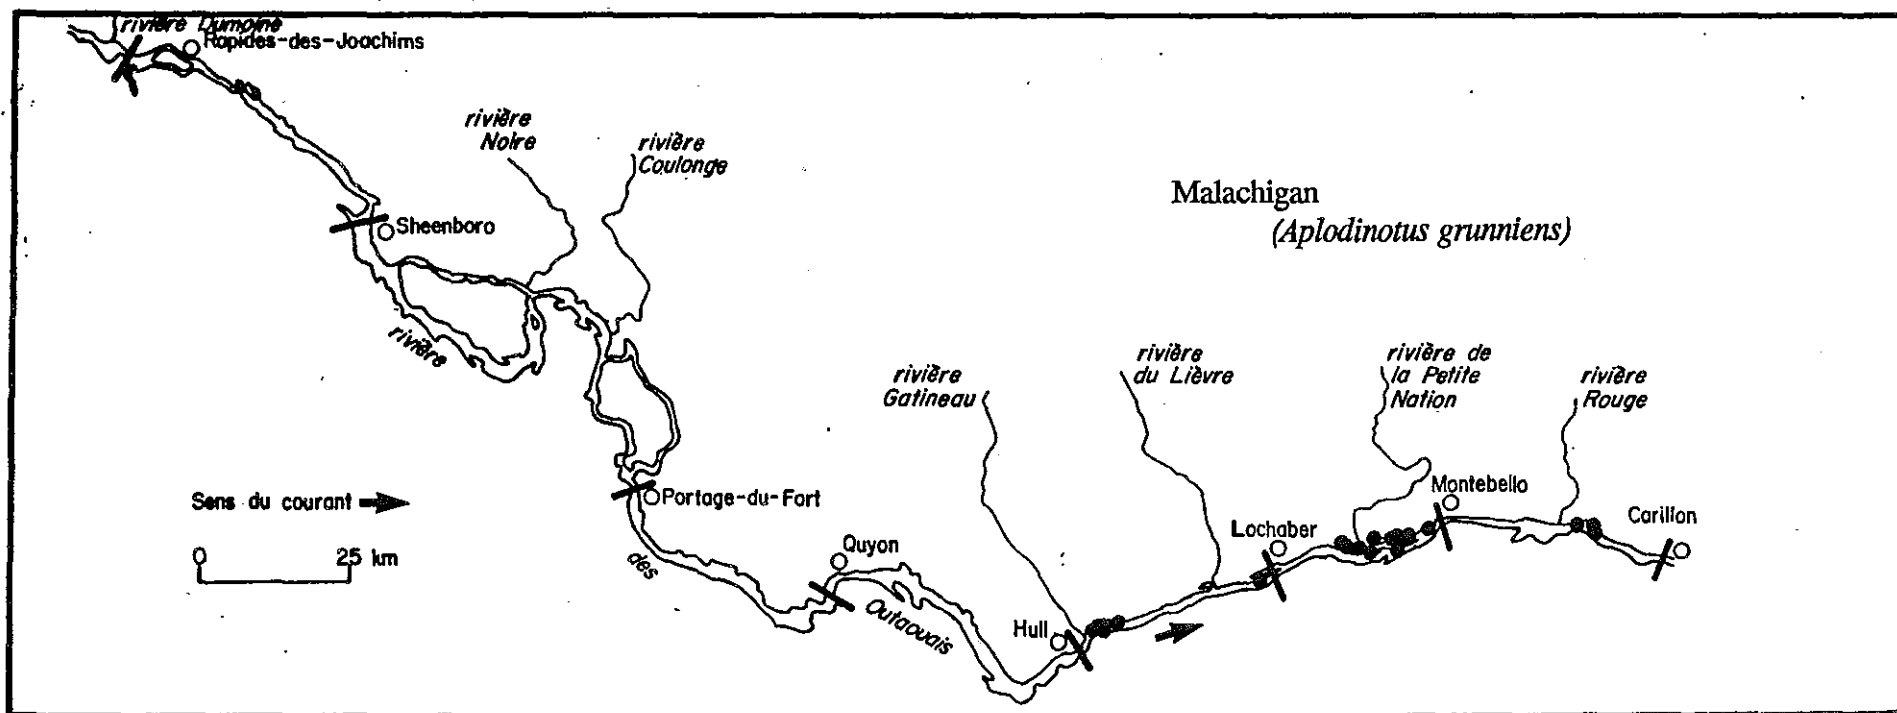 rivière Dumoine
Rapides-des-Joachims
rivière
Noire
rivière
Coulonge
Malachigan
(Aplodinotus grunniens)
Sheenboro
rivière
rivière
Gatineau
rivière
du Lièvre
rivière de
la Petite
Nation
rivière
Rouge
Sens du courant
Portage-du-Fort
Montebello
Lochaber
Carillon
0 25 km
des
Quyon
Outaouais
Hull